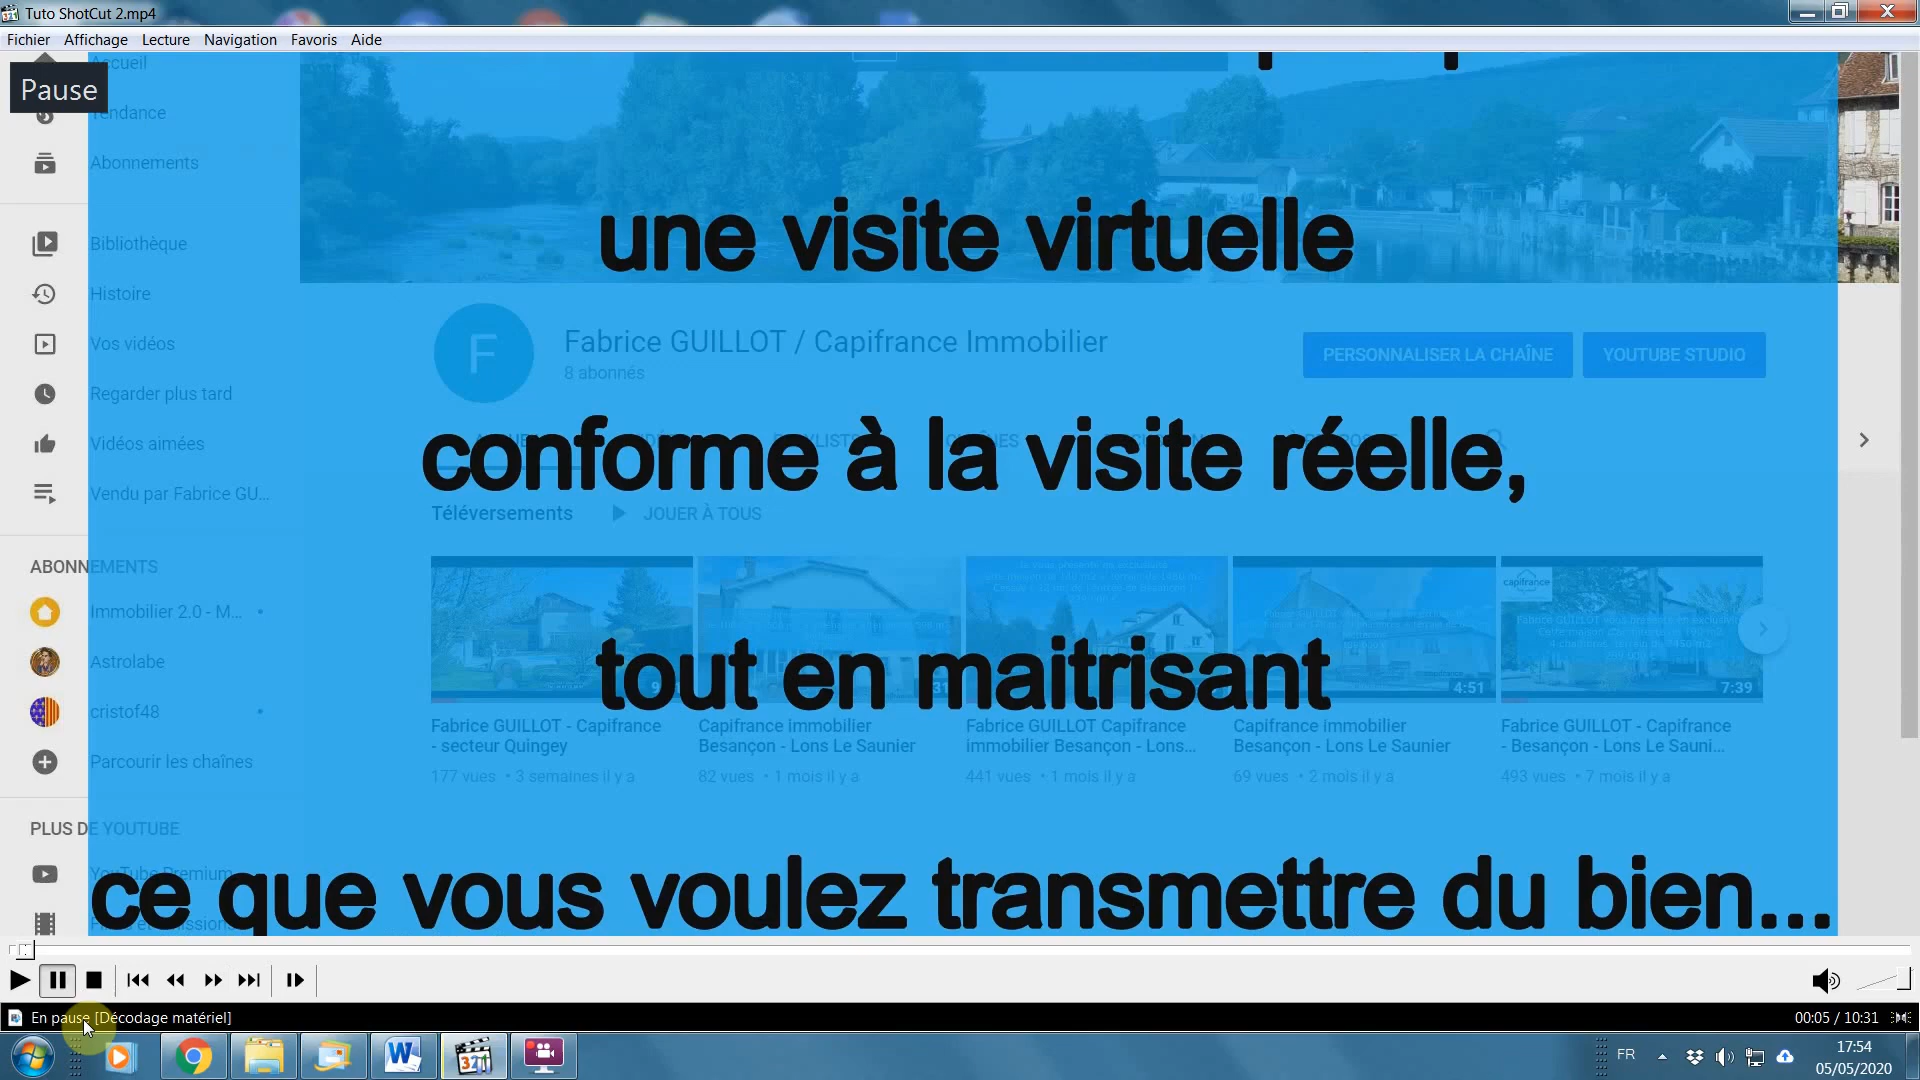 Tuto ShotCut 2.mp4
Fichier Affichage Lecture Navigation Favoris Aide
Pause
Accueil
Tendance
Abonnements
Bibliothèque
Histoire
Vos vidéos
Regarder plus tard
Vidéos aimées
Vendu par Fabrice GU...
ABONNEMENTS
Immobilier 2.0 - M... •
Astrolabe
cristof48 •
Parcourir les chaînes
PLUS DE YOUTUBE
YouTube Premium
une visite virtuelle
F
Fabrice GUILLOT / Capifrance Immobilier
8 abonnés
PERSONNALISER LA CHAÎNE
YOUTUBE STUDIO
conforme à la visite réelle,
Téléversements
JOUER À TOUS
capifrance
tout en maitrisant
4:51
7:39
Fabrice GUILLOT - Capifrance
- secteur Quingey
177 vues • 3 semaines il y a
Capifrance immobilier
Besançon - Lons Le Saunier
82 vues • 1 mois il y a
Fabrice GUILLOT Capifrance
immobilier Besançon - Lons...
441 vues • 1 mois il y a
Capifrance immobilier
Besançon - Lons Le Saunier
69 vues • 2 mois il y a
Fabrice GUILLOT - Capifrance
- Besançon - Lons Le Sauni...
493 vues • 7 mois il y a
ce que vous voulez transmettre du bien...
En pause [Décodage matériel]
00:05 / 10:31
FR
17:54
05/05/2020